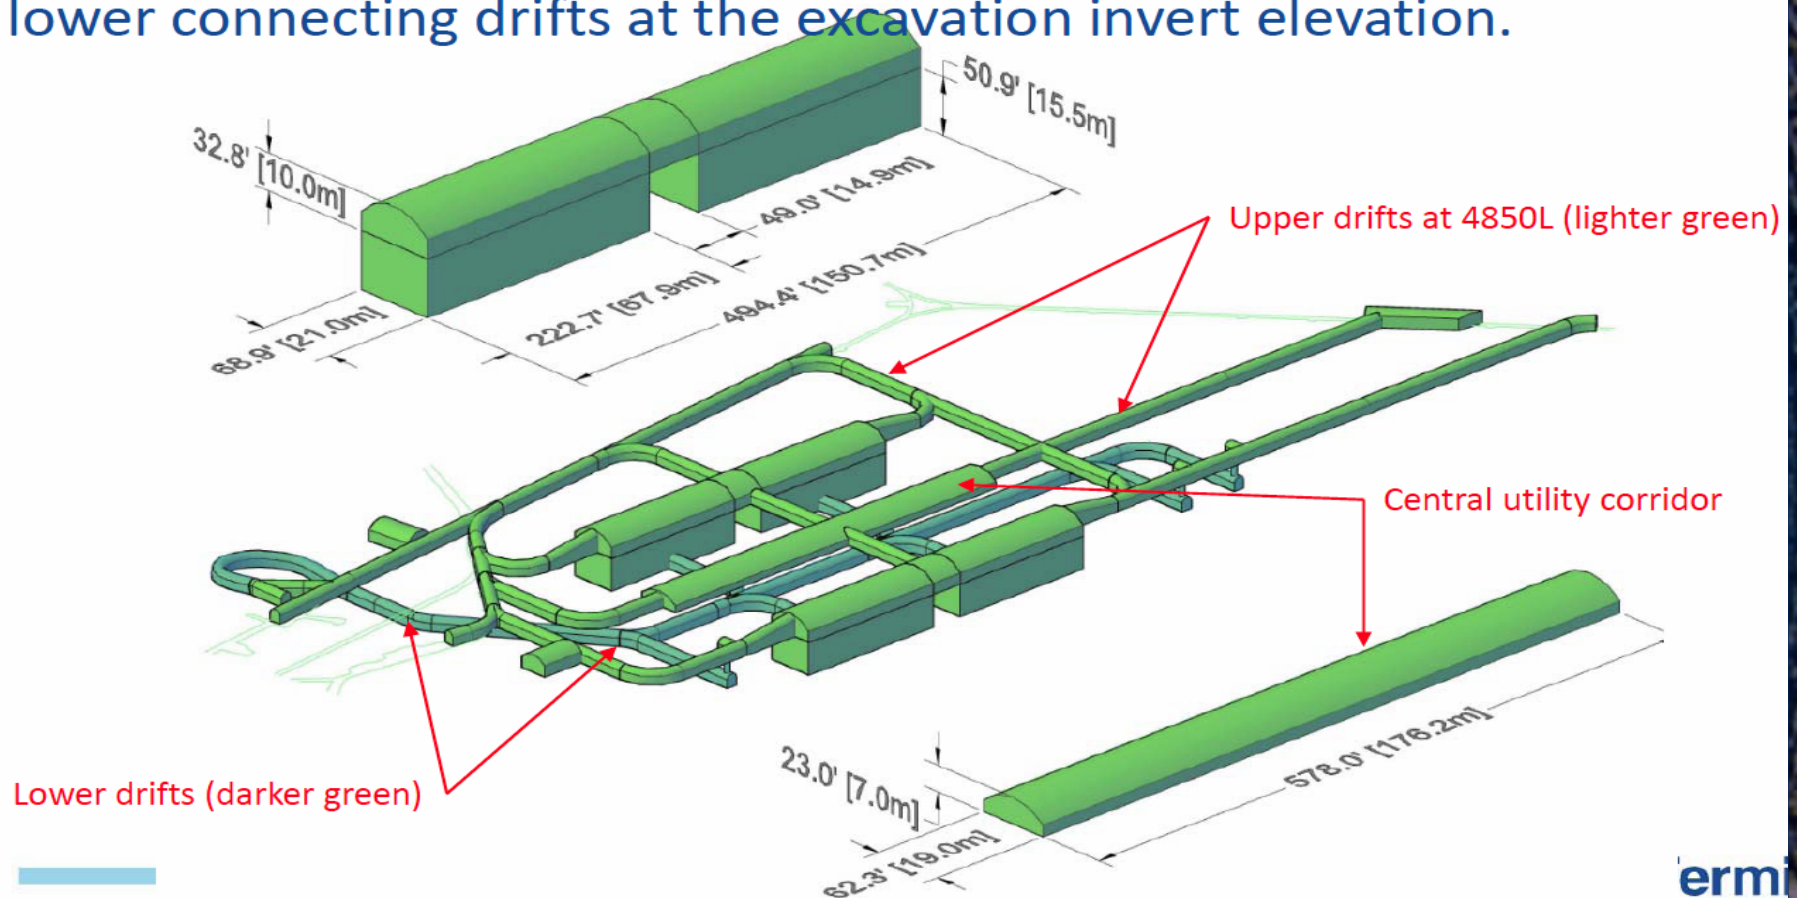 lower connecting drifts at the excavation invert elevation.
50.9' [15.5m]
32.8' [10.0m]
49.0' [14.9m]
Upper drifts at 4850L (lighter green)
494.4' [150.7m]
222.7' [67.9m]
68.9' [21.0m]
Central utility corridor
578.0' [176.2m]
23.0' [7.0m]
Lower drifts (darker green)
62.3' [19.0m]
ermi